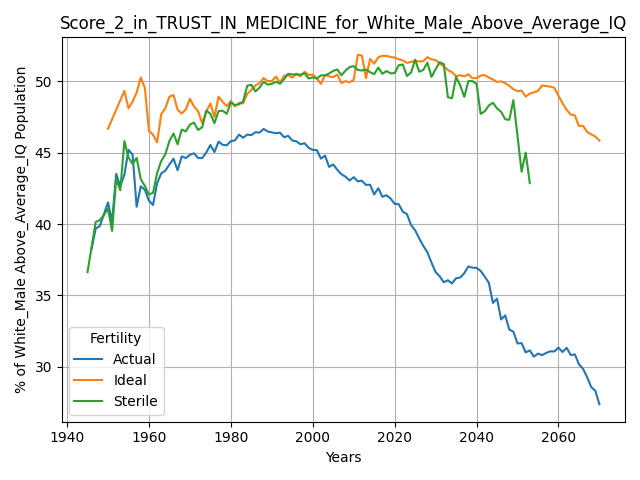 Score_2_in_TRUST_IN_MEDICINE_for_White_Male_Above_Average_IQ
% of White_Male Above_Average_IQ Population
50
45
40
35
30
Fertility
Actual
Ideal
Sterile
1940 1960 1980 2000 2020 2040 2060
Years